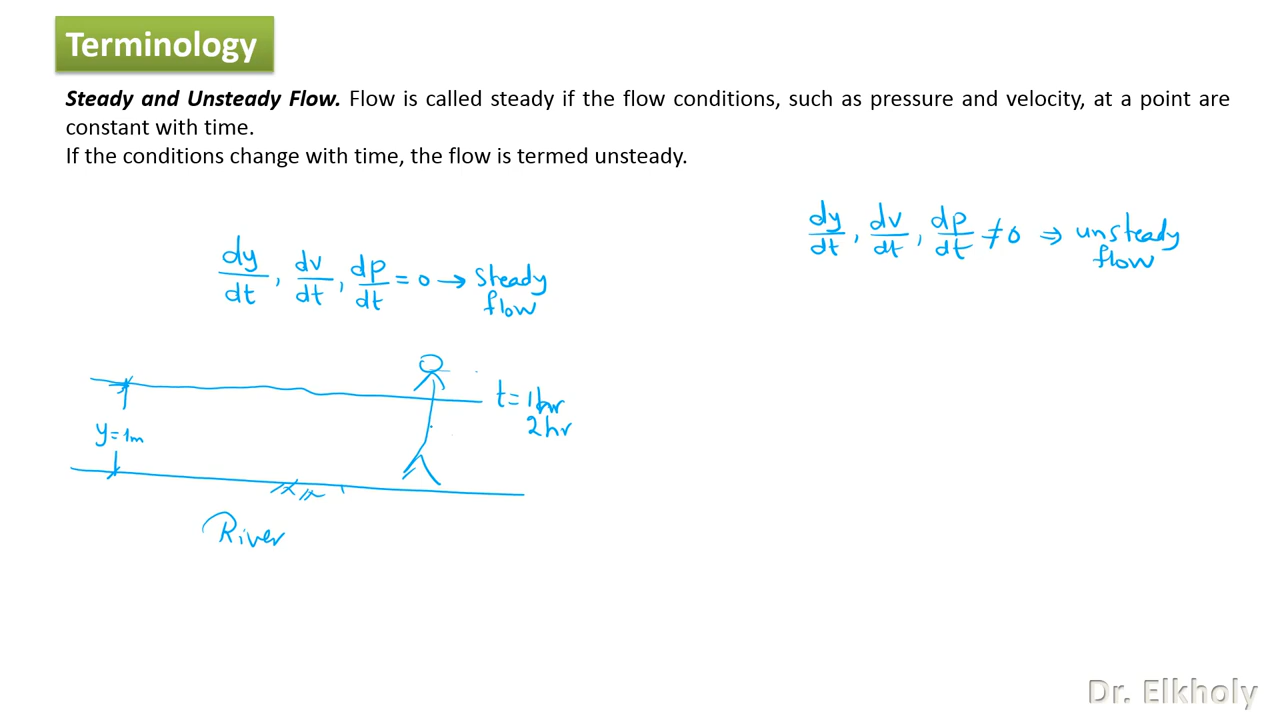 Terminology
Steady and Unsteady Flow. Flow is called steady if the flow conditions, such as pressure and velocity, at a point are
constant with time.
If the conditions change with time, the flow is termed unsteady.
dy/dt, dv/dt, dp/dt = 0 → Steady
flow
dy/dt, dv/dt, dp/dt ≠ 0 ⇒ unsteady
flow
t = 1hr
2hr
y = 1m
River
Dr. Elkholy